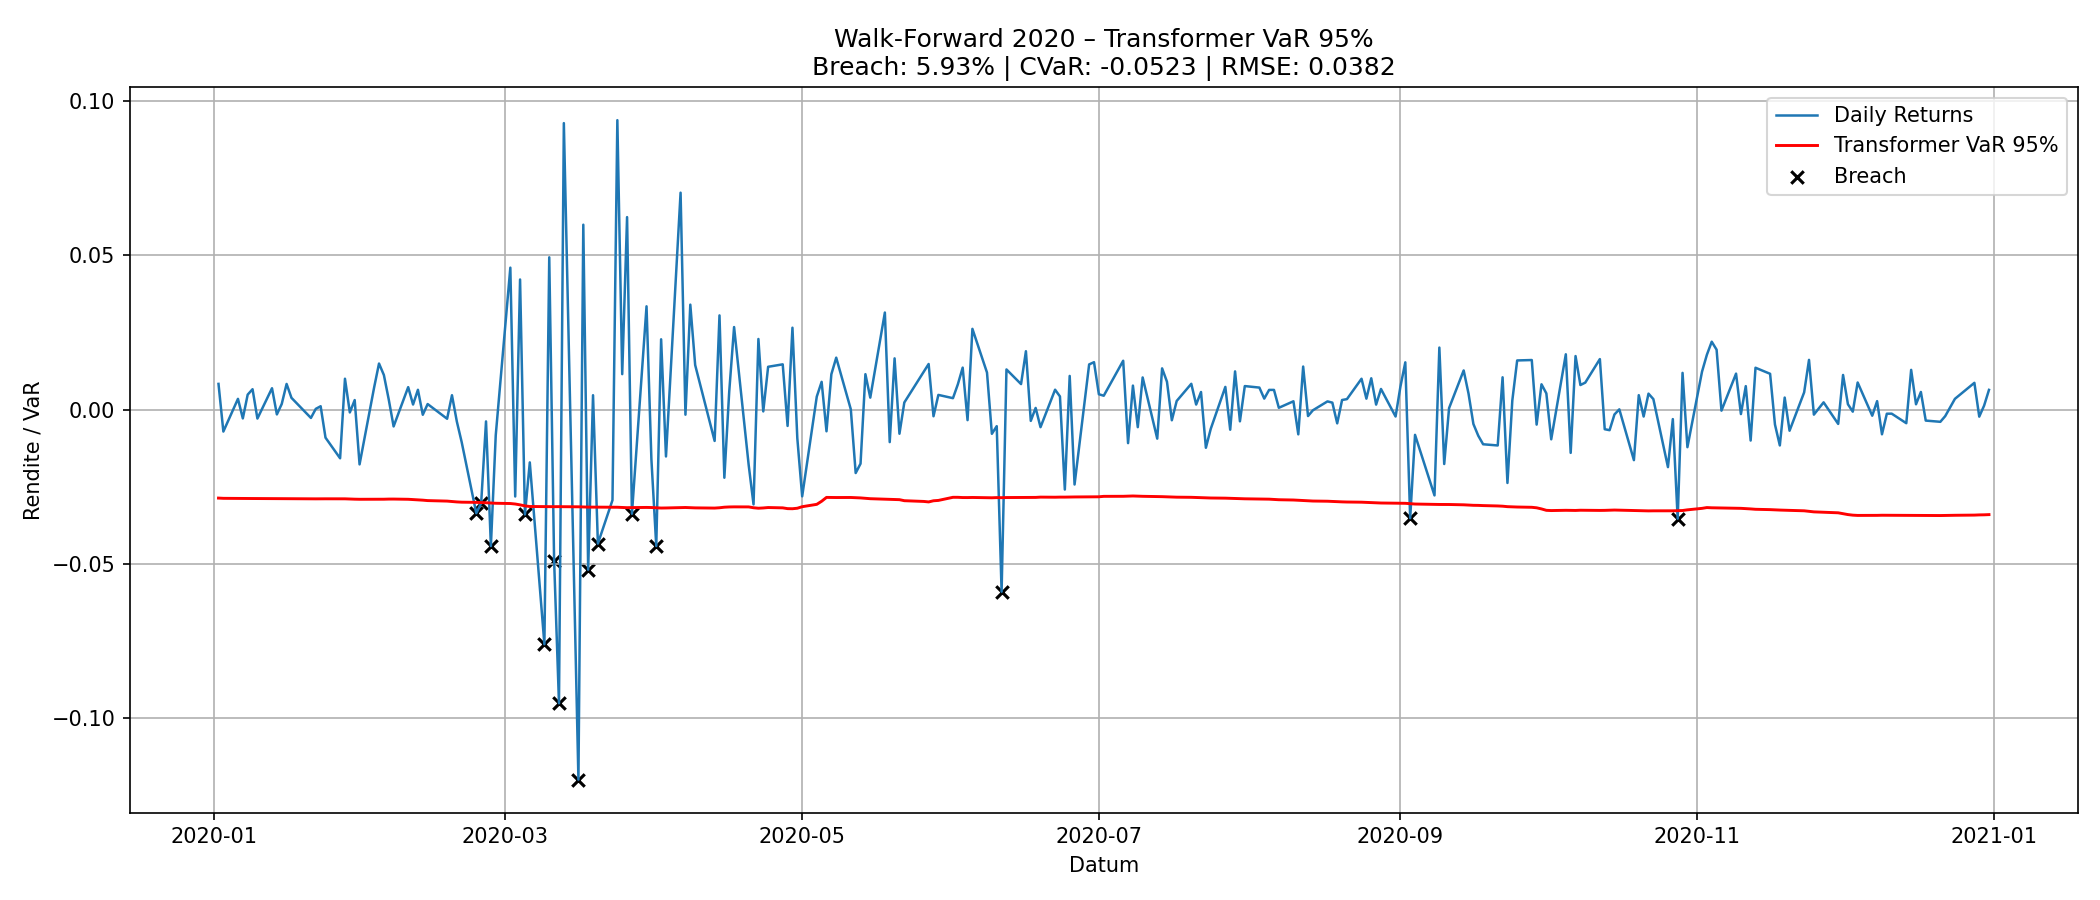 Walk-Forward 2020 – Transformer VaR 95%
Breach: 5.93% | CVaR: -0.0523 | RMSE: 0.0382
Daily Returns
Transformer VaR 95%
Breach
Rendite / VaR
0.10
0.05
0.00
−0.05
−0.10
2020-01
2020-03
2020-05
2020-07
2020-09
2020-11
2021-01
Datum